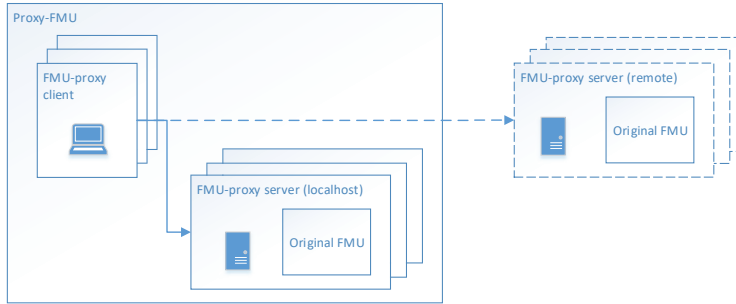 Proxy-FMU
FMU-proxy
client
FMU-proxy server (remote)
Original FMU
FMU-proxy server (localhost)
Original FMU